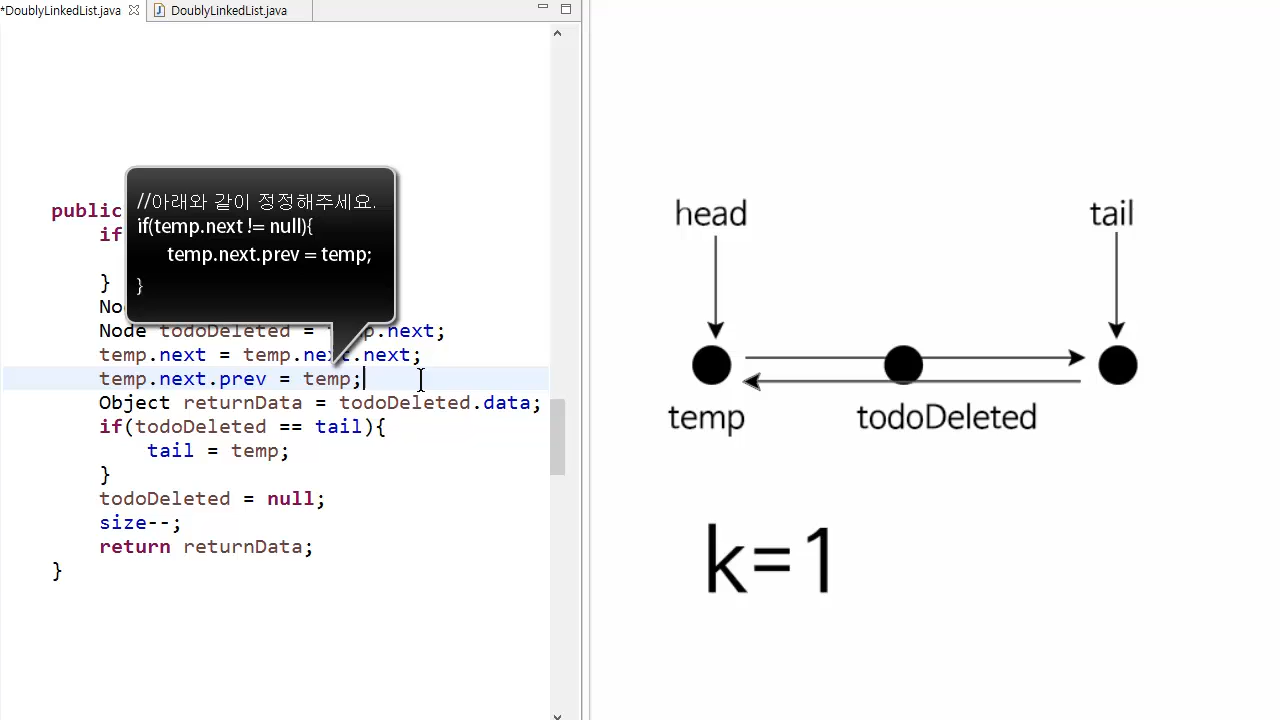 *DoublyLinkedList.java
DoublyLinkedList.java
//아래와 같이 정정해주세요.
if(temp.next != null){
temp.next.prev = temp;
}
public
if
}
Node todoDeleted = .next;
temp.next = temp.next.next;
temp.next.prev = temp;
Object returnData = todoDeleted.data;
if(todoDeleted == tail){
tail = temp;
}
todoDeleted = null;
size--;
return returnData;
}
head
tail
temp
todoDeleted
k=1